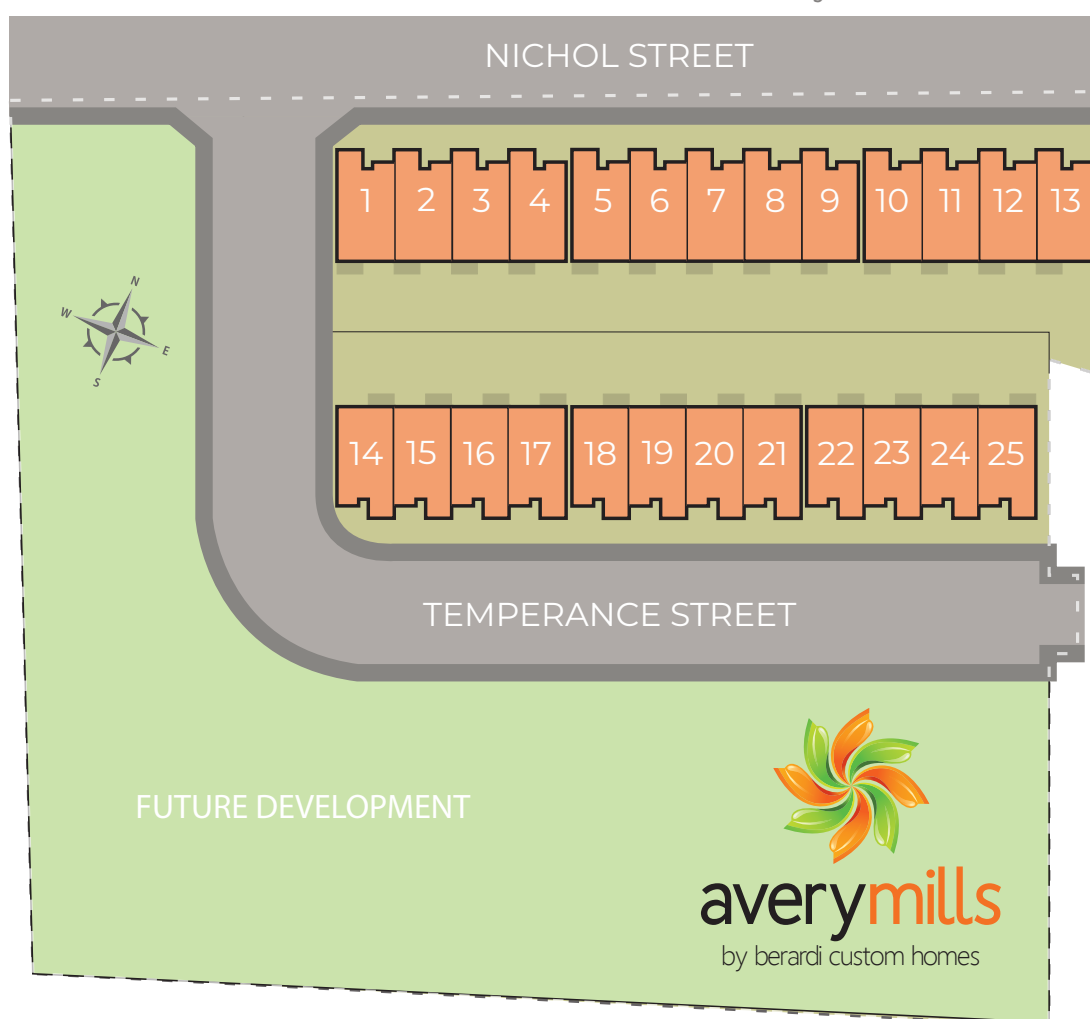 NICHOL STREET
1 2 3 4 5 6 7 8 9 10 11 12 13
N
W
E
S
14 15 16 17 18 19 20 21 22 23 24 25
TEMPERANCE STREET
FUTURE DEVELOPMENT
averymills
by berardi custom homes